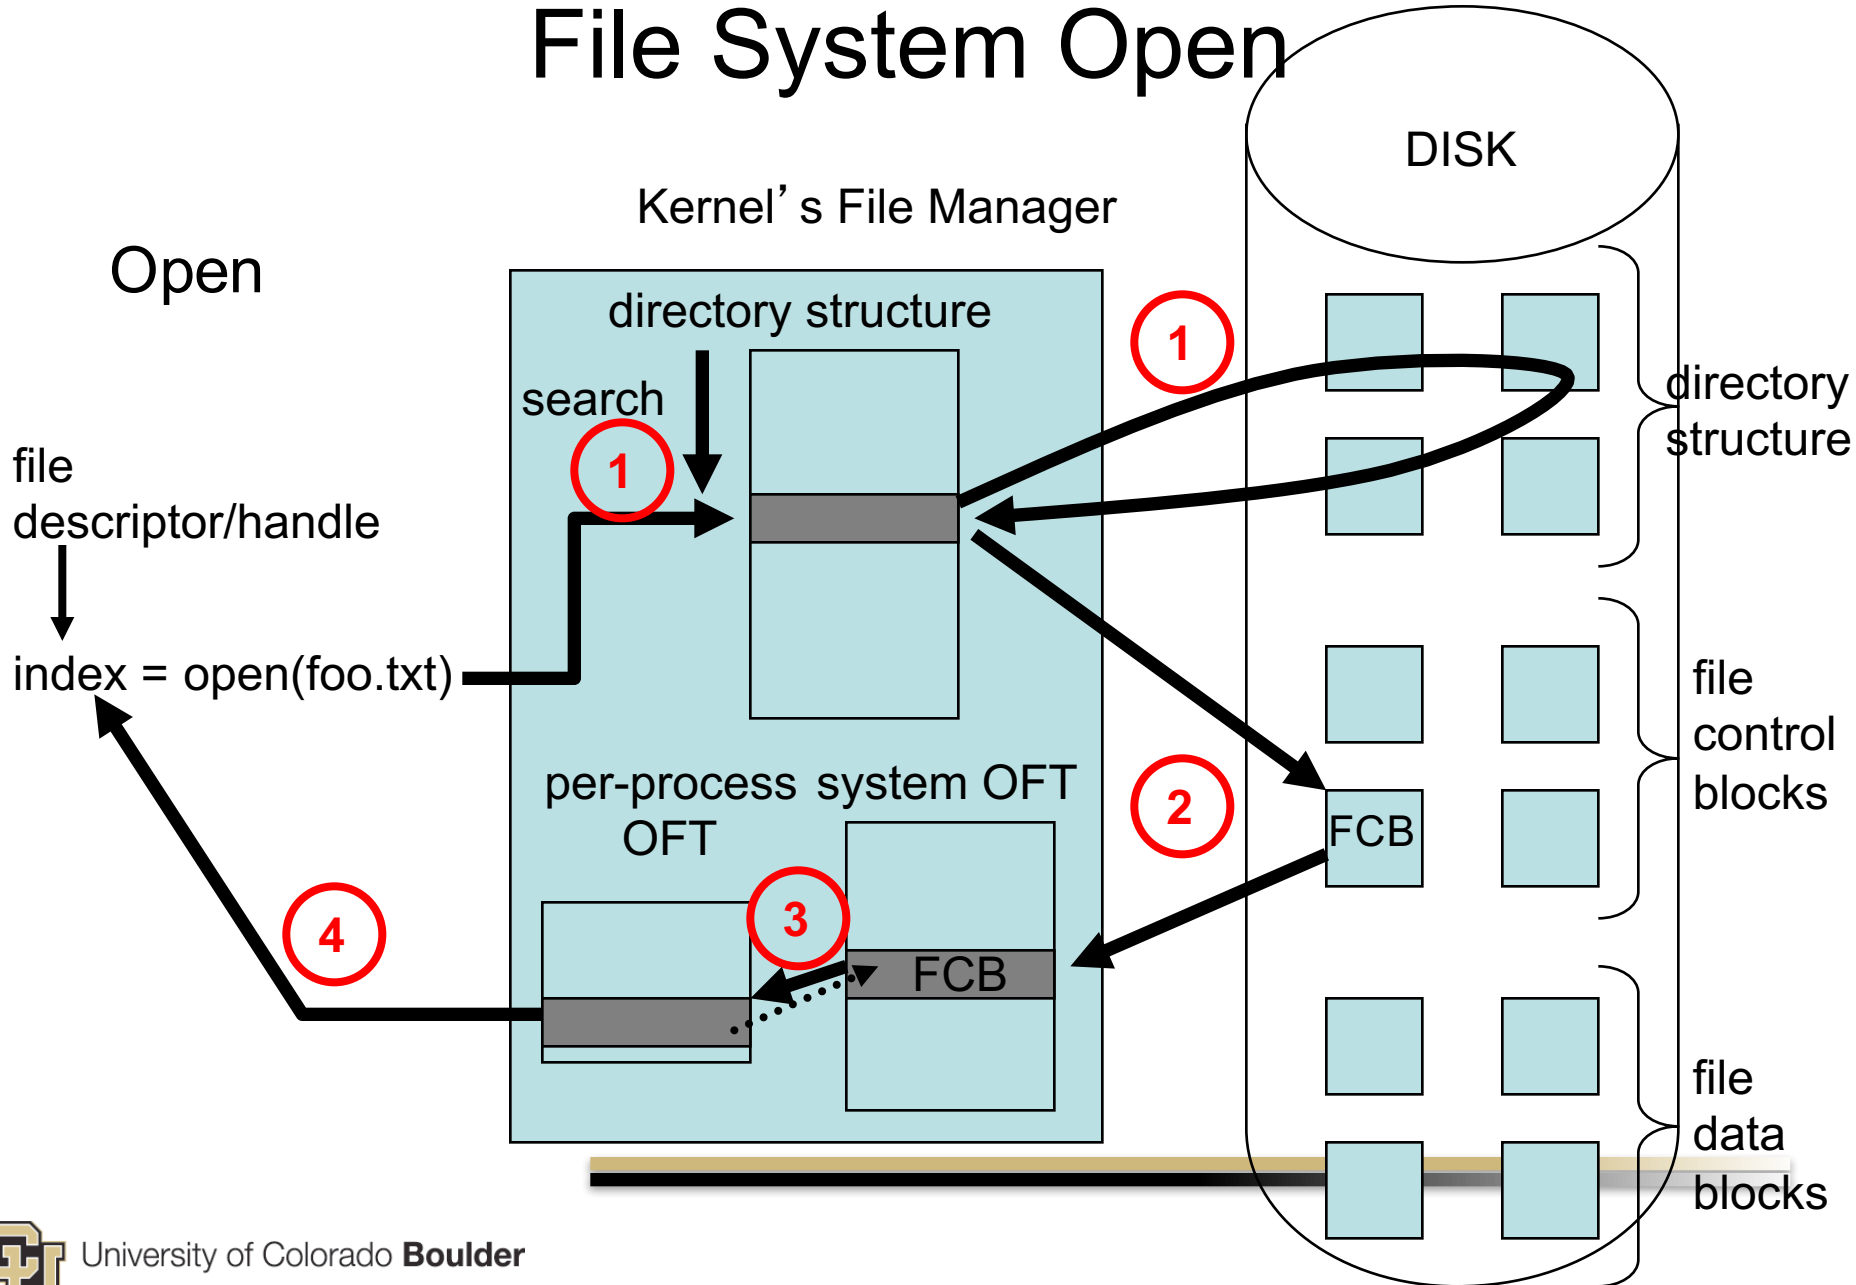 File System Open
DISK
Kernel’s File Manager
Open
directory structure
1
search
1
directory
structure
file
descriptor/handle
index = open(foo.txt)
file
control
blocks
per-process
OFT
system OFT
2
FCB
3
4
FCB
file
data
blocks
University of Colorado Boulder